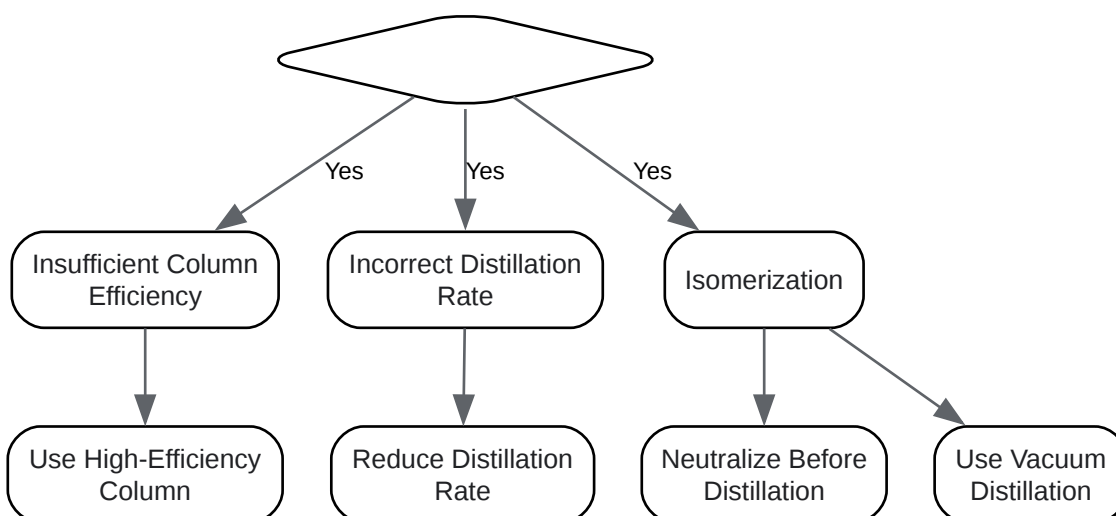 Yes
Yes
Yes
Insufficient Column
Efficiency
Incorrect Distillation
Rate
Isomerization
Use High-Efficiency
Column
Reduce Distillation
Rate
Neutralize Before
Distillation
Use Vacuum
Distillation